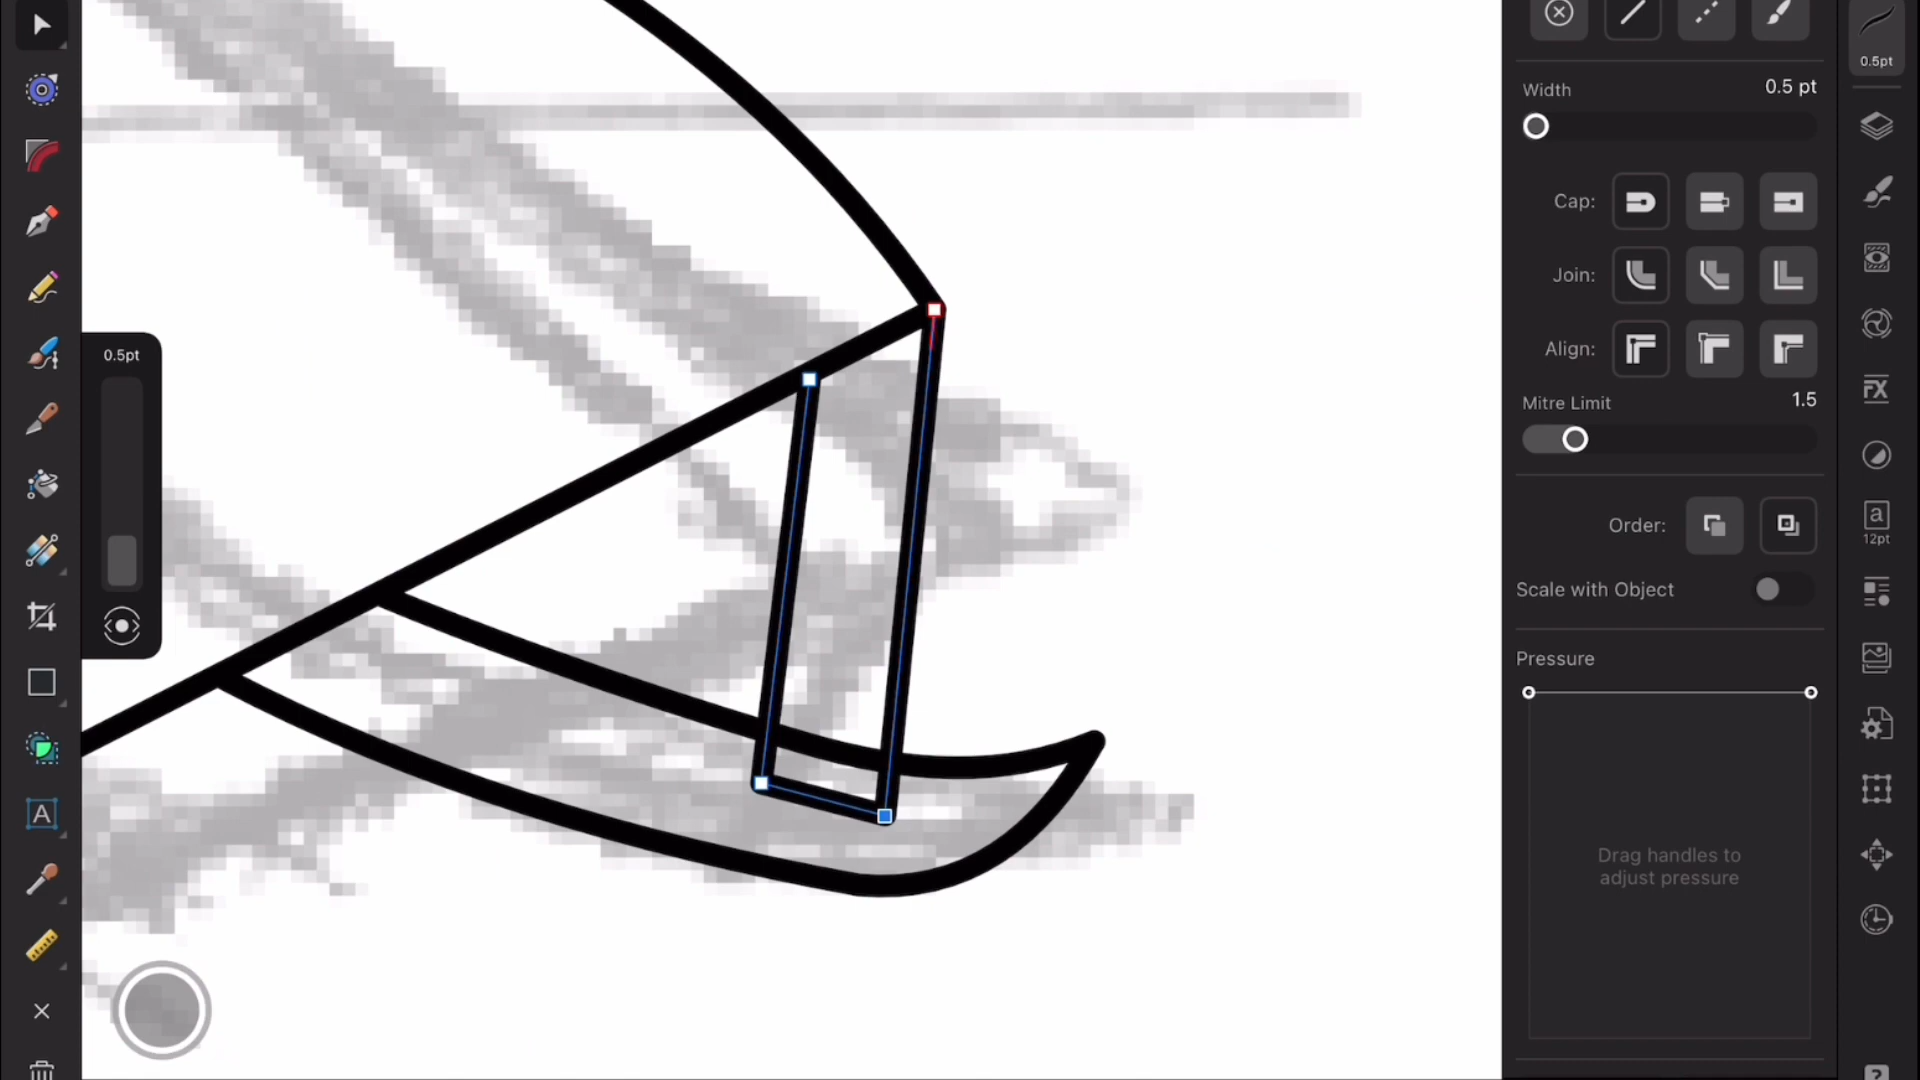 0.5pt
Width
0.5 pt
Cap:
Join:
Align:
Mitre Limit
1.5
Order:
Scale with Object
Pressure
Drag handles to
adjust pressure
0.5pt
A
FX
a
12pt
?